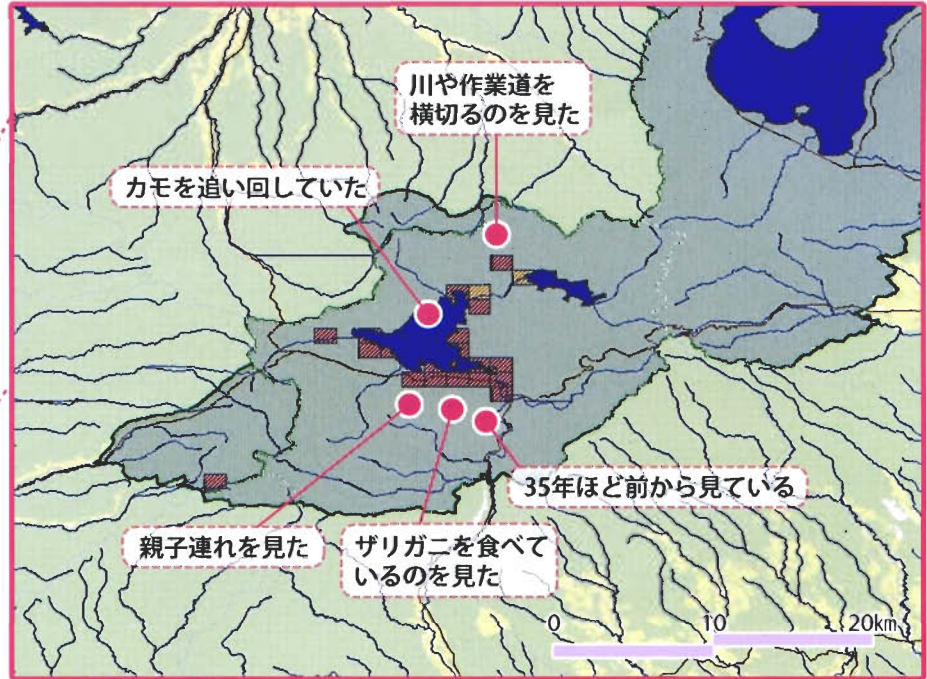 川や作業道を
横切るのを見た
カモを追い回していた
35年ほど前から見ている
親子連れを見た
ザリガニを食べて
いるのを見た
0 10 20km